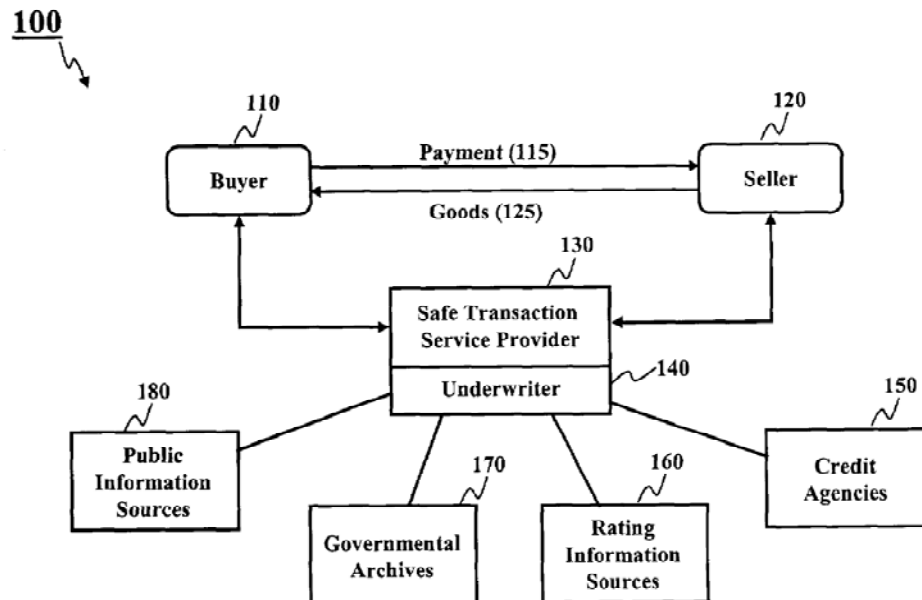 100
110
120
Payment (115)
Buyer
Seller
Goods (125)
130
Safe Transaction
Service Provider
140
Underwriter
180
150
Public
Information
Sources
170
160
Credit
Agencies
Governmental
Archives
Rating
Information
Sources